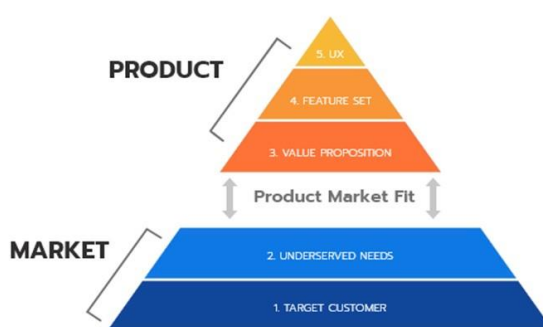 5. UX
PRODUCT
4. FEATURE SET
3. VALUE PROPOSITION
Product Market Fit
MARKET
2. UNDERSERVED NEEDS
1. TARGET CUSTOMER